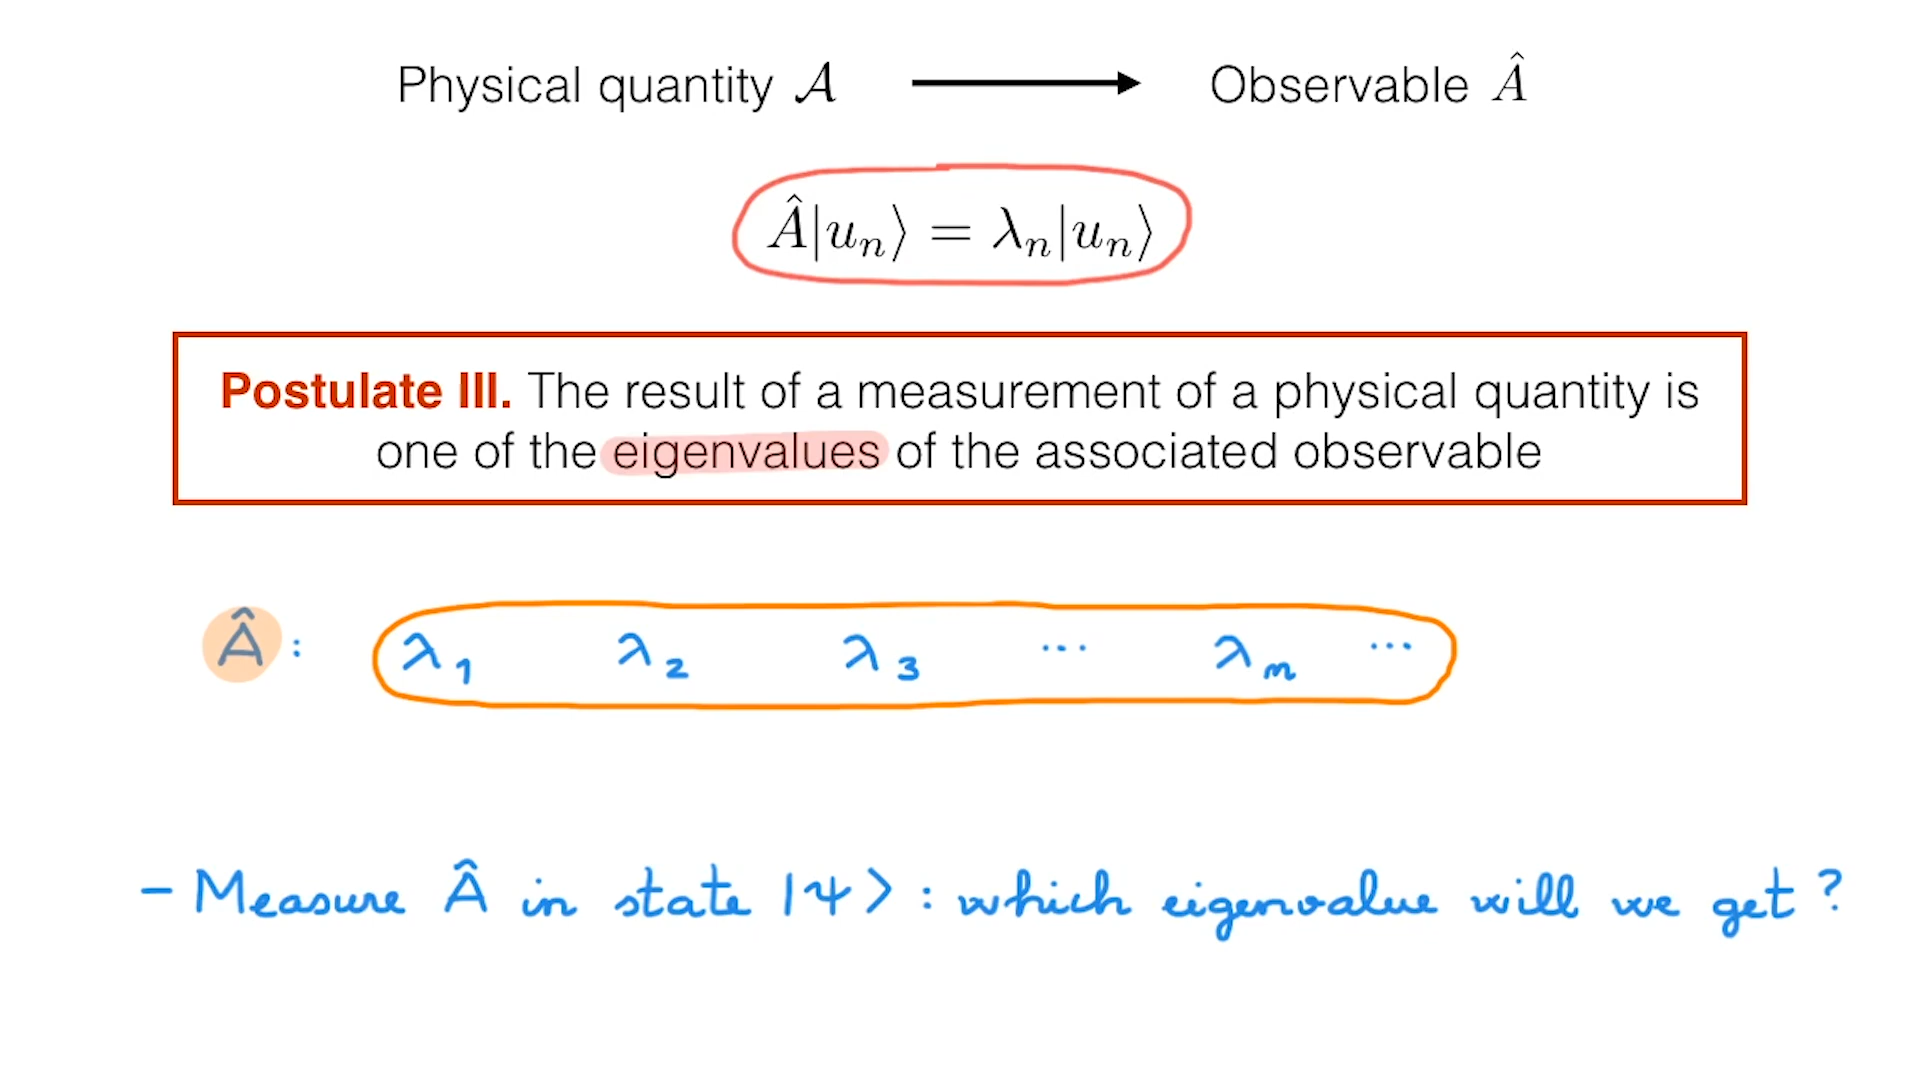 Physical quantity 𝒜 ⟶ Observable Â
Â|uₙ⟩ = λₙ|uₙ⟩
Postulate III. The result of a measurement of a physical quantity is
one of the eigenvalues of the associated observable
Â : λ₁ λ₂ λ₃ ... λₙ ...
- Measure Â in state |ψ⟩ : which eigenvalue will we get ?